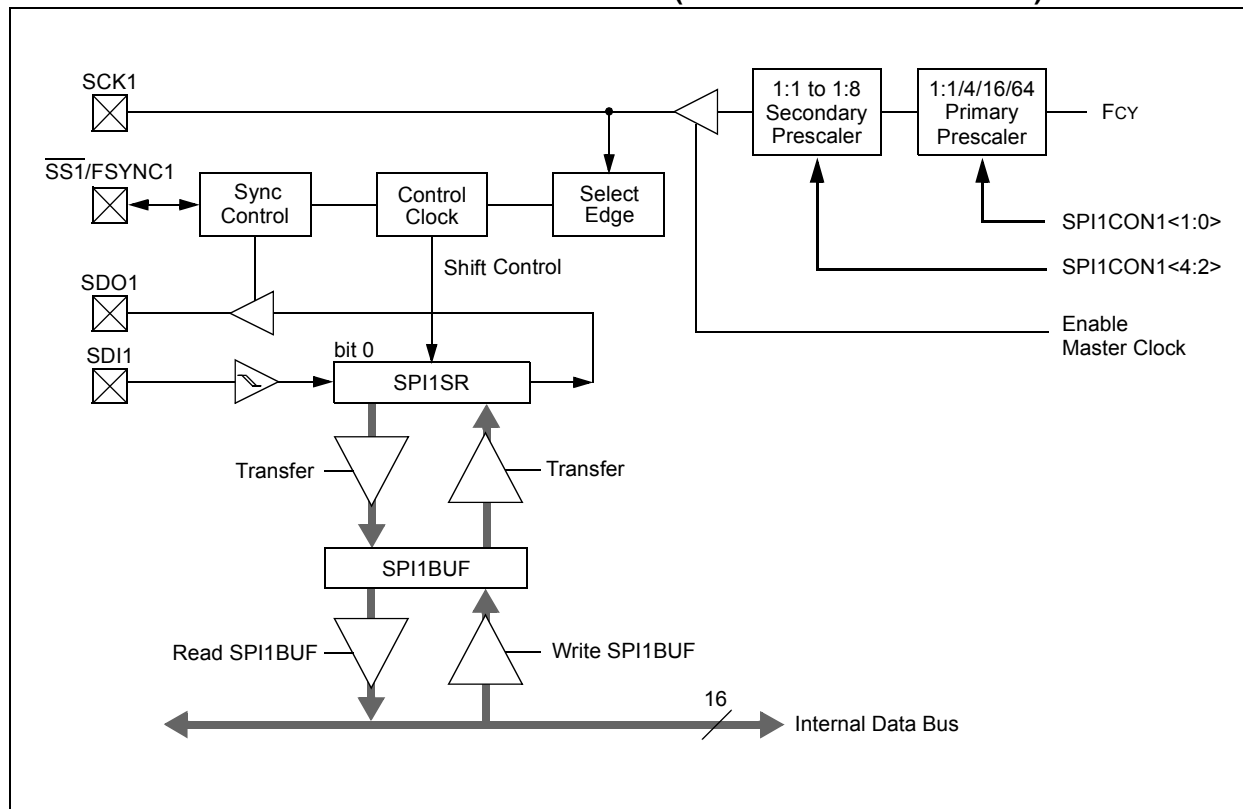 SCK1
1:1 to 1:8
Secondary
Prescaler
1:1/4/16/64
Primary
Prescaler
FCY
SS1/FSYNC1
Sync
Control
Control
Clock
Select
Edge
SPI1CON1<1:0>
Shift Control
SPI1CON1<4:2>
SDO1
Enable
Master Clock
SDI1
bit 0
SPI1SR
Transfer
Transfer
SPI1BUF
Read SPI1BUF
Write SPI1BUF
16
Internal Data Bus